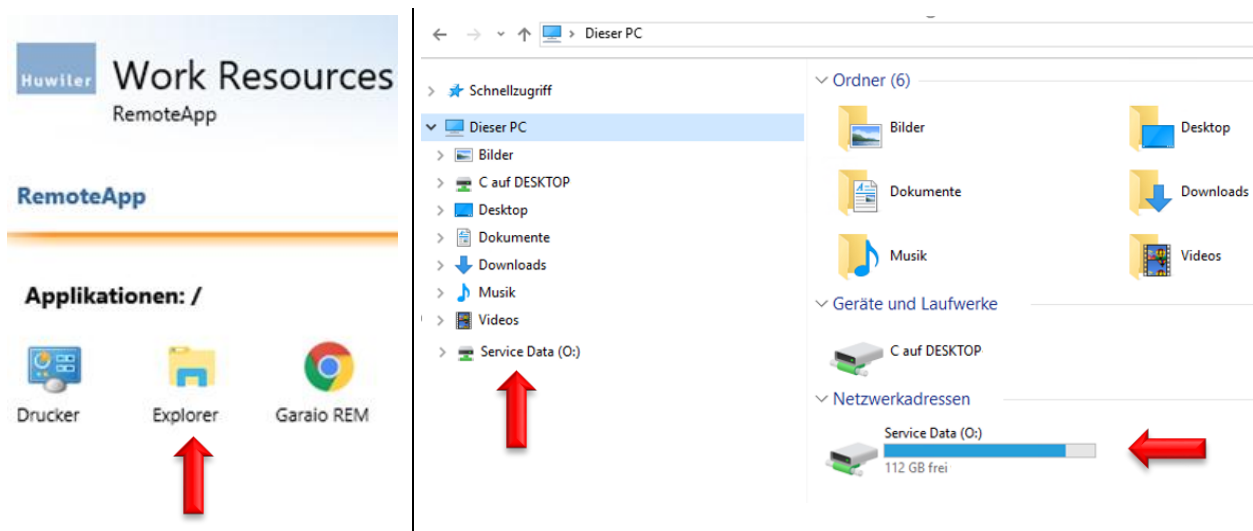 Huwiler
Work Resources
RemoteApp
RemoteApp
Applikationen: /
Drucker
Explorer
Garaio REM
Dieser PC
Schnellzugriff
Dieser PC
Bilder
C auf DESKTOP
Desktop
Dokumente
Downloads
Musik
Videos
Service Data (O:)
Ordner (6)
Bilder
Desktop
Dokumente
Downloads
Musik
Videos
Geräte und Laufwerke
C auf DESKTOP
Netzwerkadressen
Service Data (O:)
112 GB frei